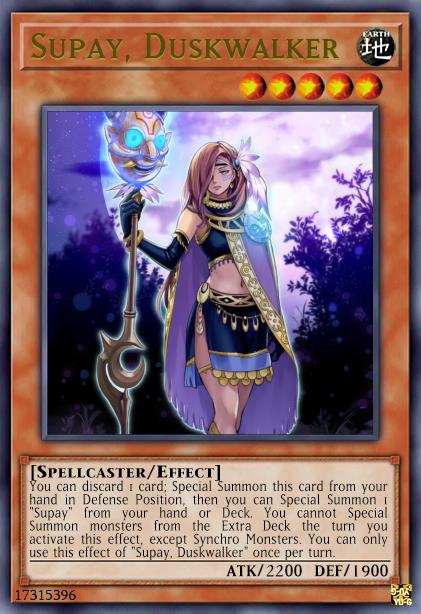 Supay, Duskwalker
EARTH
地
[Spellcaster/Effect]
You can discard 1 card; Special Summon this card from your
hand in Defense Position, then you can Special Summon 1
"Supay" from your hand or Deck. You cannot Special
Summon monsters from the Extra Deck the turn you
activate this effect, except Synchro Monsters. You can only
use this effect of "Supay, Duskwalker" once per turn.
ATK/2200 DEF/1900
17315396